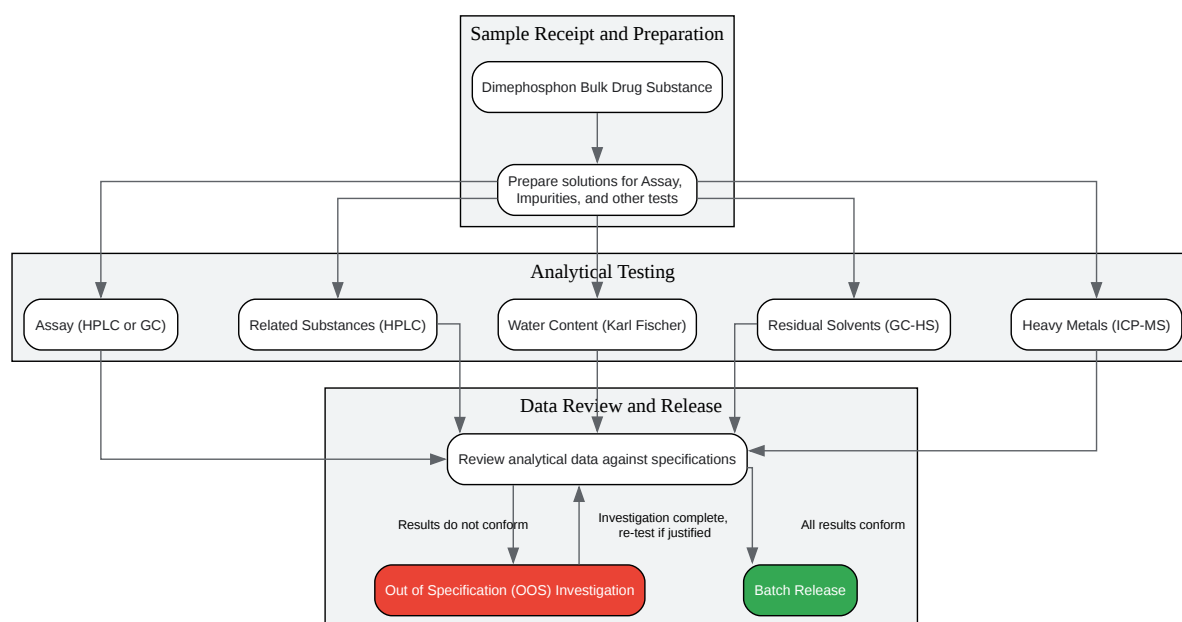 Sample Receipt and Preparation
Dimephosphon Bulk Drug Substance
Prepare solutions for Assay,
Impurities, and other tests
Analytical Testing
Assay (HPLC or GC)
Related Substances (HPLC)
Water Content (Karl Fischer)
Residual Solvents (GC-HS)
Heavy Metals (ICP-MS)
Data Review and Release
Review analytical data against specifications
Results do not conform
Investigation complete,
re-test if justified
All results conform
Out of Specification (OOS) Investigation
Batch Release